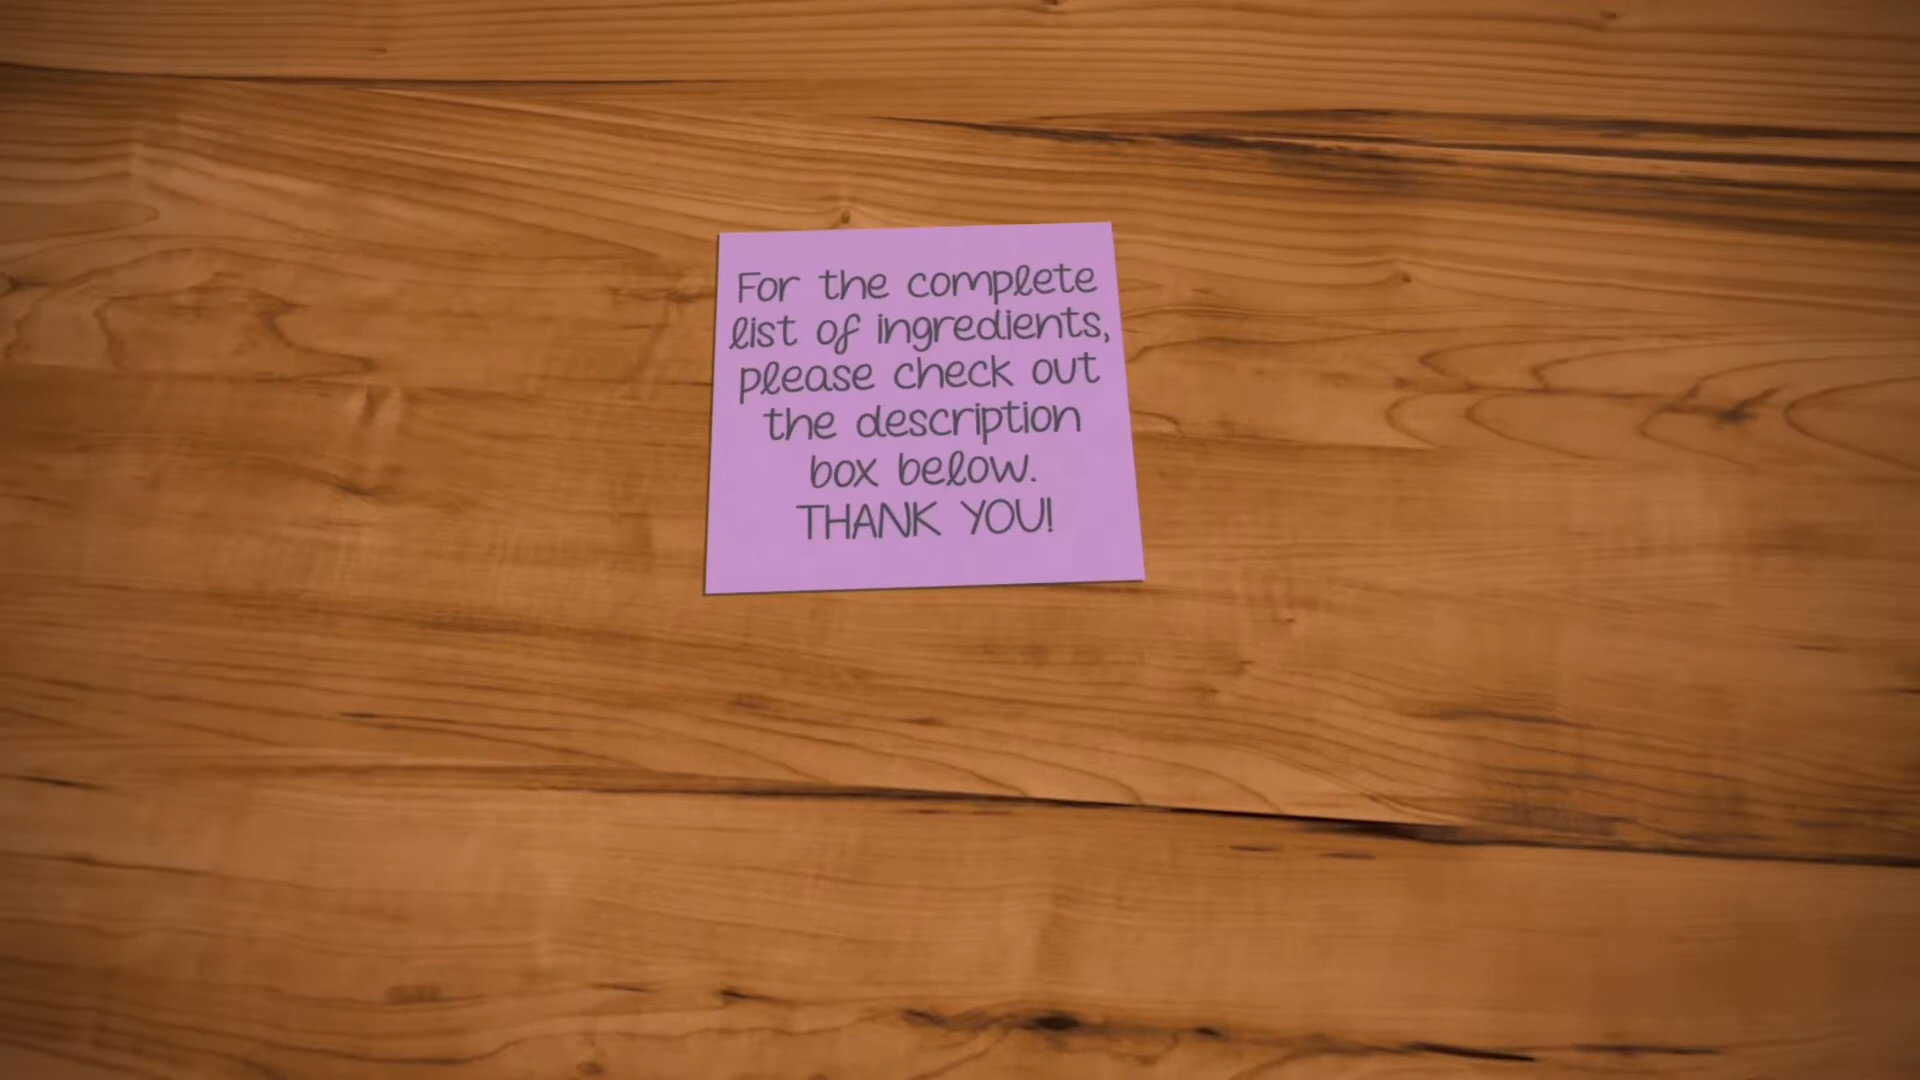 For the complete
list of ingredients,
please check out
the description
box below.
THANK YOU!